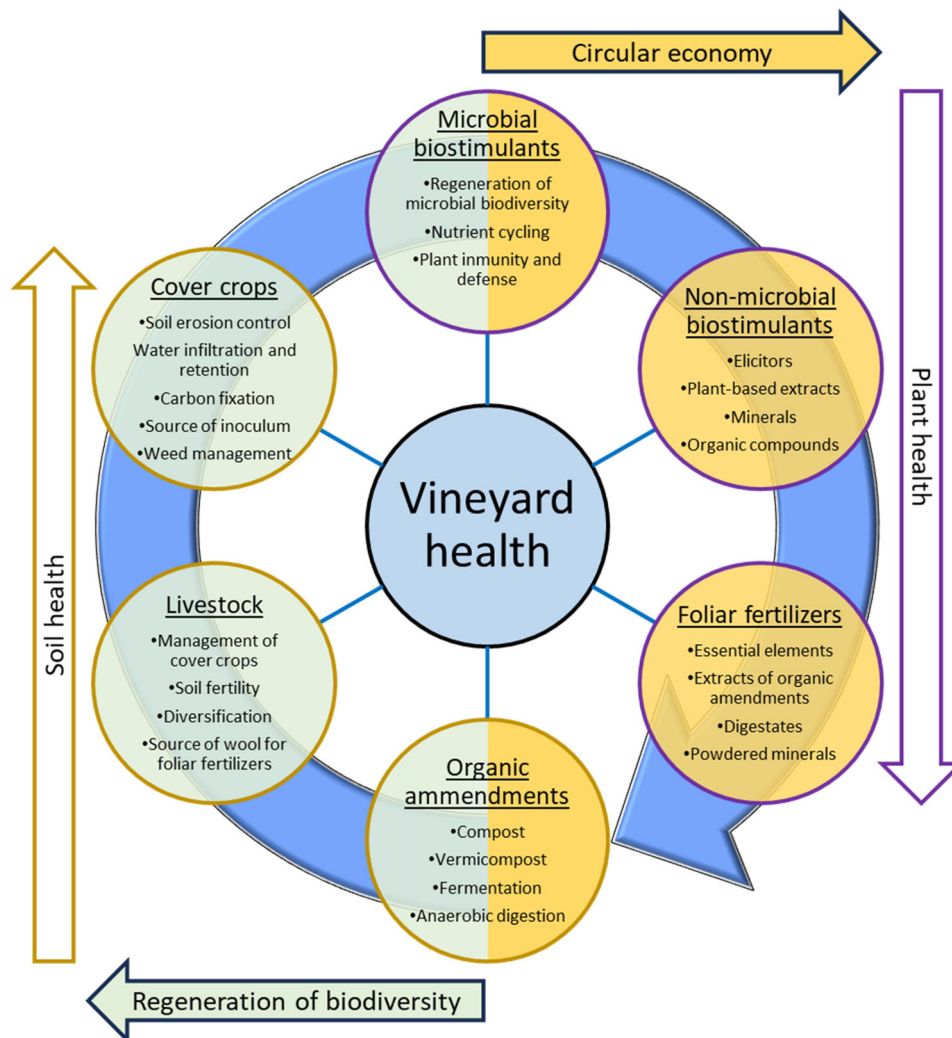 Circular economy
Microbial
biostimulants
•Regeneration of
microbial biodiversity
•Nutrient cycling
•Plant inmunity and
defense
Non-microbial
biostimulants
•Elicitors
•Plant-based extracts
•Minerals
•Organic compounds
Plant health
Foliar fertilizers
•Essential elements
•Extracts of organic
amendments
•Digestates
•Powdered minerals
Organic
ammendments
•Compost
•Vermicompost
•Fermentation
•Anaerobic digestion
Regeneration of biodiversity
Livestock
•Management of
cover crops
•Soil fertility
•Diversification
•Source of wool for
foliar fertilizers
Soil health
Cover crops
•Soil erosion control
Water infiltration and
retention
•Carbon fixation
•Source of inoculum
•Weed management
Vineyard
health